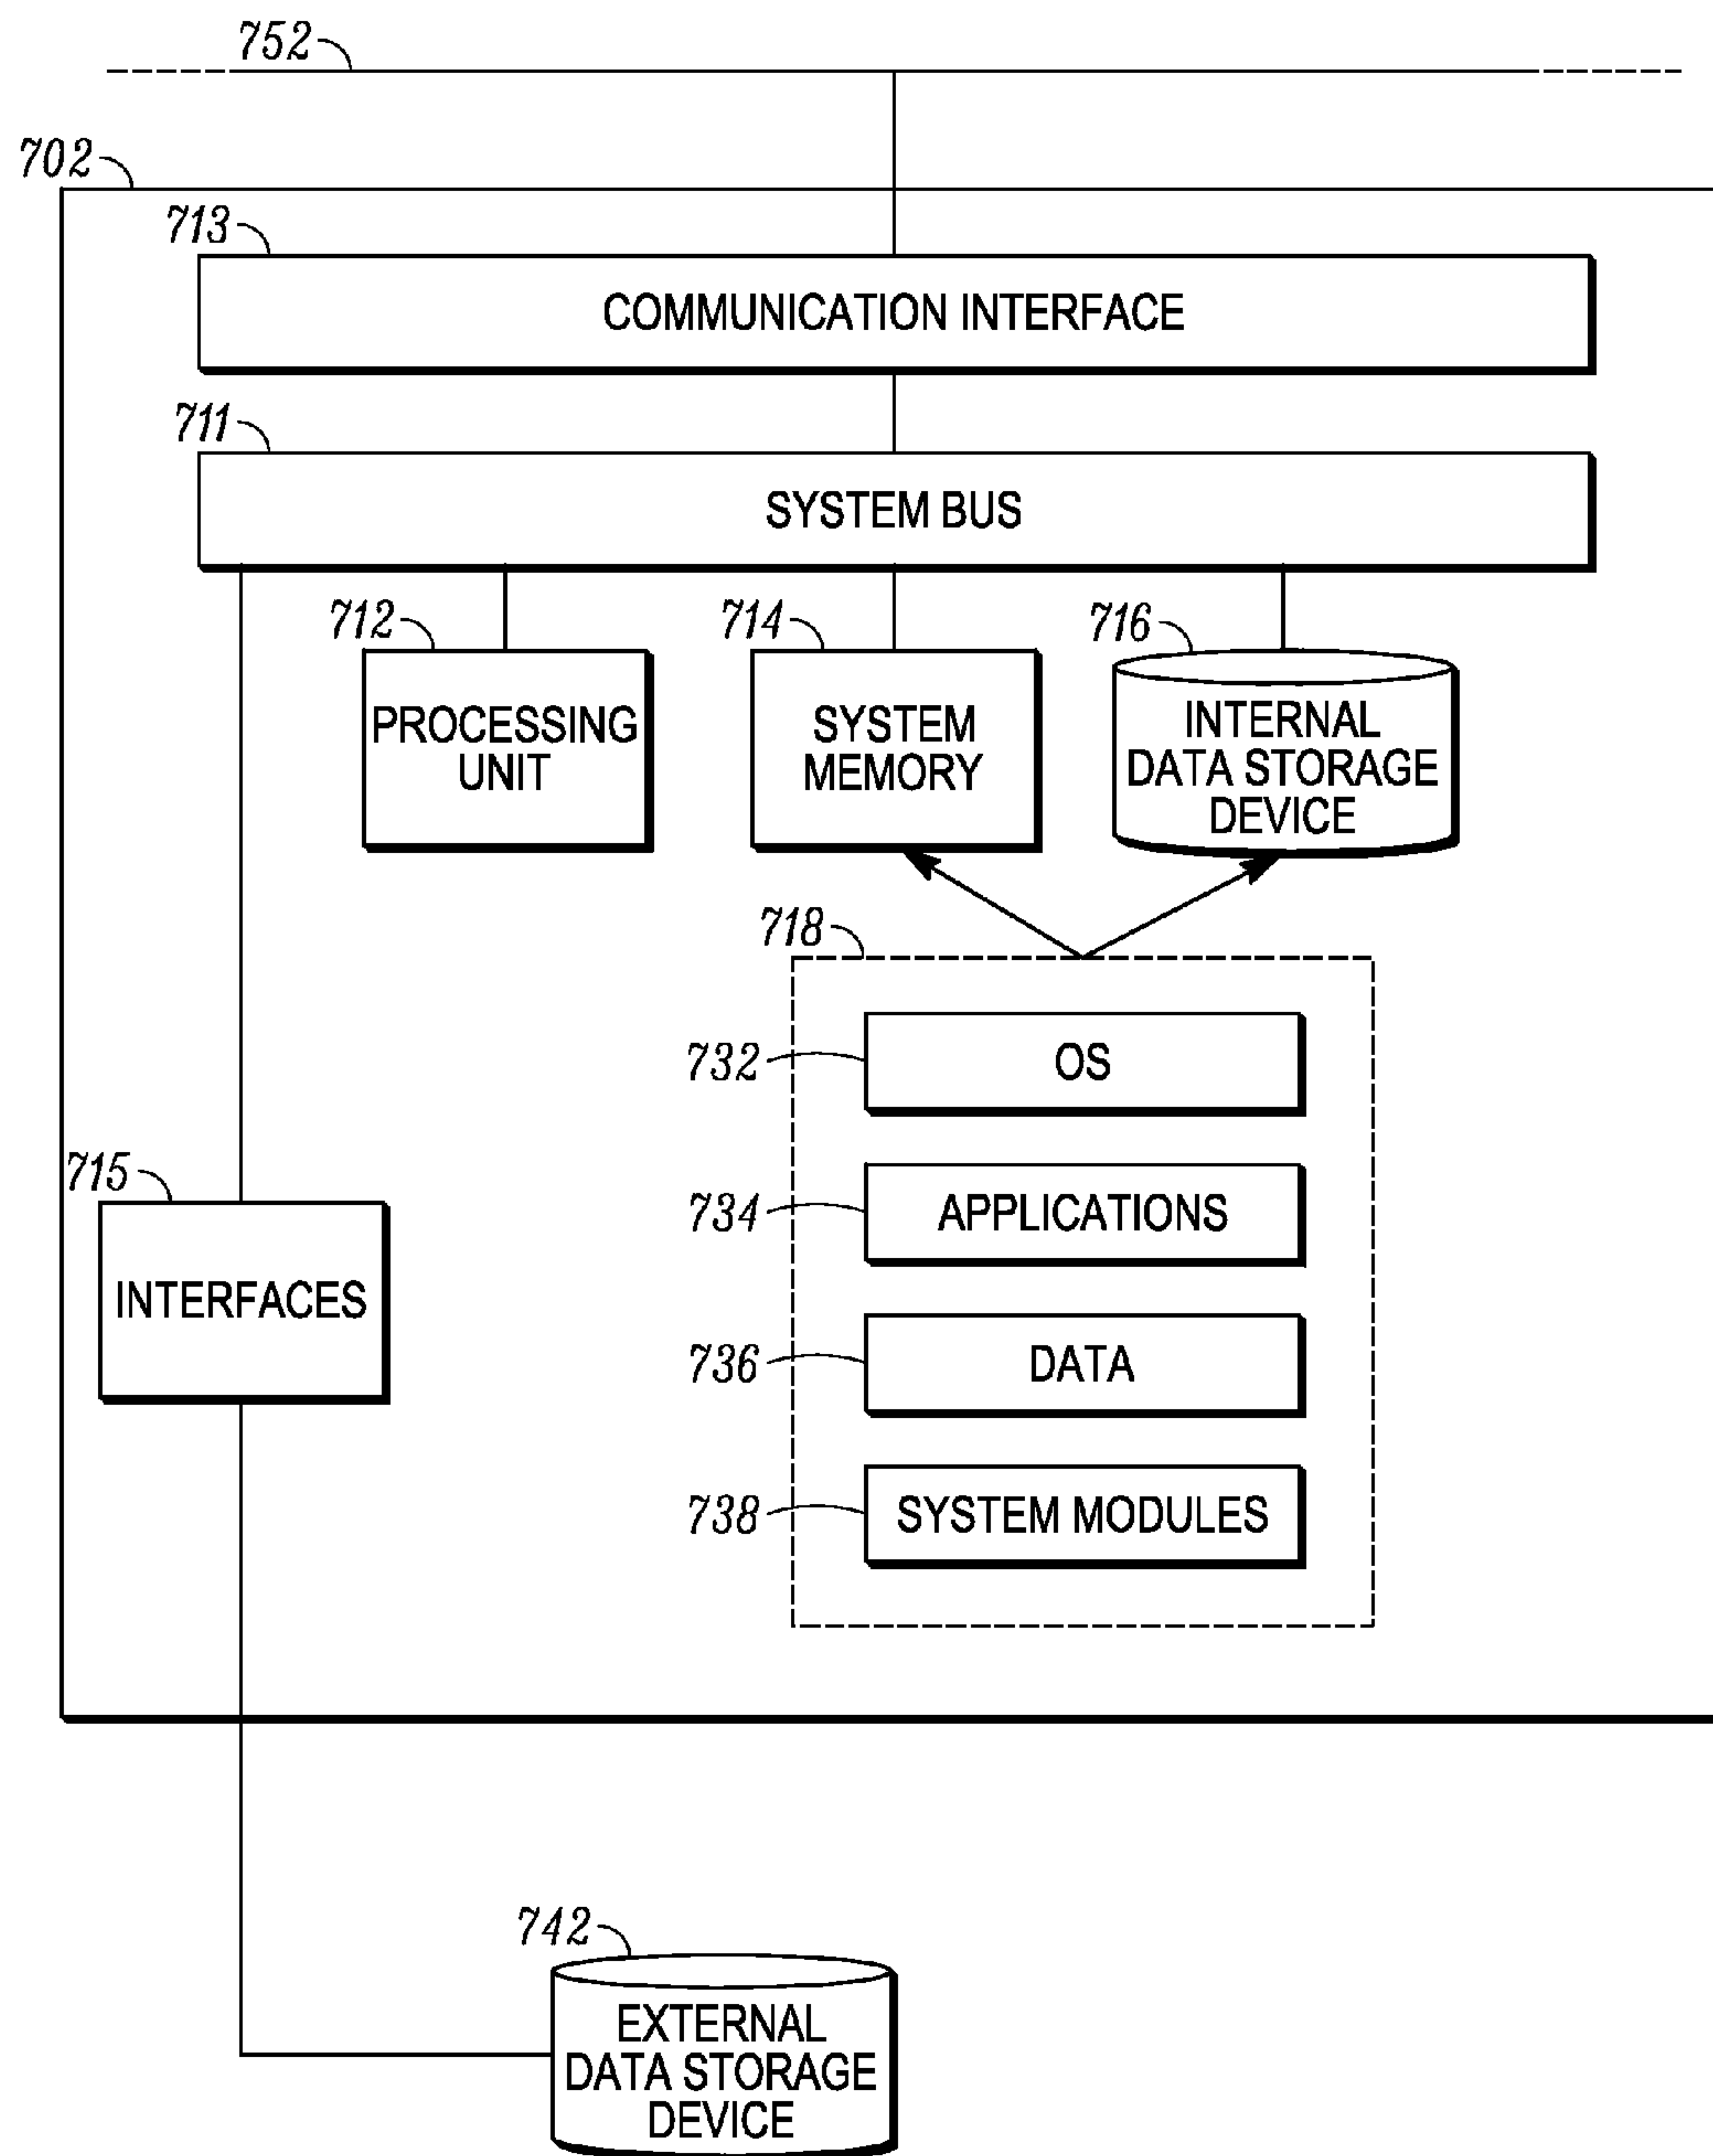 752
702
713
COMMUNICATION INTERFACE
711
SYSTEM BUS
712
714
716
PROCESSING
UNIT
SYSTEM
MEMORY
INTERNAL
DATA STORAGE
DEVICE
718
732
OS
734
APPLICATIONS
736
DATA
738
SYSTEM MODULES
715
INTERFACES
742
EXTERNAL
DATA STORAGE
DEVICE